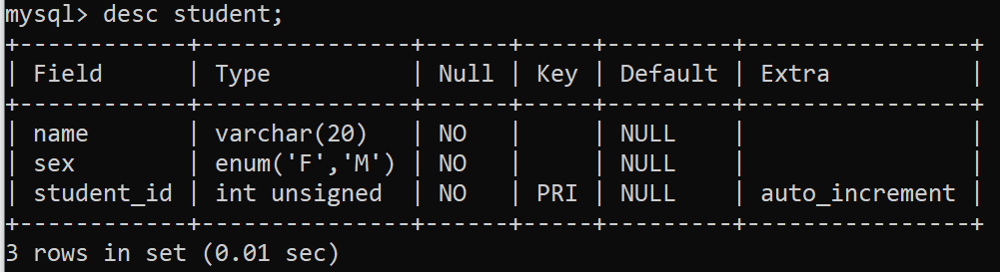 mysql> desc student;
+------------+---------------+------+-----+---------+----------------+
| Field      | Type          | Null | Key | Default | Extra          |
+------------+---------------+------+-----+---------+----------------+
| name       | varchar(20)   | NO   |     | NULL    |                |
| sex        | enum('F','M') | NO   |     | NULL    |                |
| student_id | int unsigned  | NO   | PRI | NULL    | auto_increment |
+------------+---------------+------+-----+---------+----------------+
3 rows in set (0.01 sec)